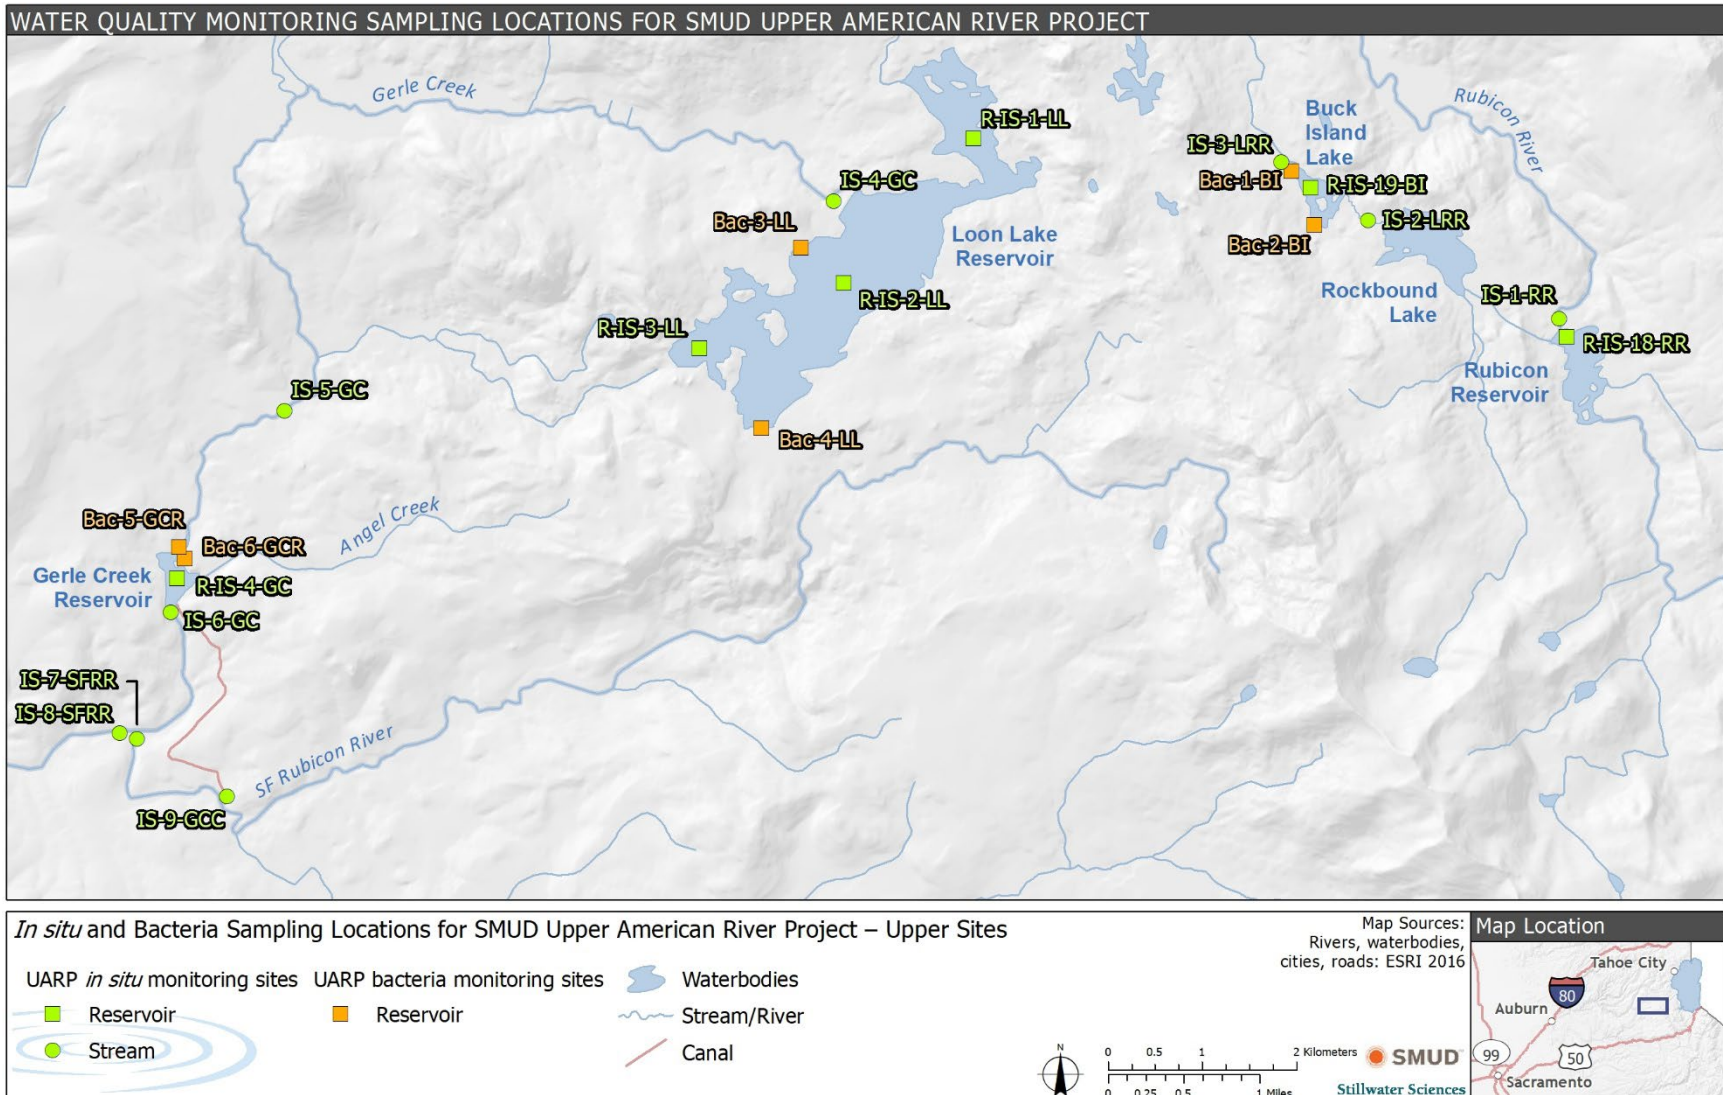 WATER QUALITY MONITORING SAMPLING LOCATIONS FOR SMUD UPPER AMERICAN RIVER PROJECT
Gerle Creek
Rubicon River
R-IS-1-LL
Buck
Island
Lake
IS-3-LRR
Bac-1-BI
R-IS-19-BI
IS-4-GC
Bac-3-LL
IS-2-LRR
Bac-2-BI
Loon Lake
Reservoir
R-IS-2-LL
Rockbound
Lake
IS-1-RR
R-IS-3-LL
R-IS-18-RR
Rubicon
Reservoir
IS-5-GC
Bac-4-LL
Angel Creek
Bac-5-GCR
Bac-6-GCR
Gerle Creek
Reservoir
R-IS-4-GC
IS-6-GC
IS-7-SFRR
IS-8-SFRR
SF Rubicon River
IS-9-GCC
In situ and Bacteria Sampling Locations for SMUD Upper American River Project – Upper Sites
UARP in situ monitoring sites
Reservoir
Stream
UARP bacteria monitoring sites
Reservoir
Waterbodies
Stream/River
Canal
Map Sources:
Rivers, waterbodies,
cities, roads: ESRI 2016
N
0 0.5 1 2 Kilometers
0 0.25 0.5 1 Miles
SMUD
Stillwater Sciences
Map Location
Tahoe City
80
Auburn
99
50
Sacramento